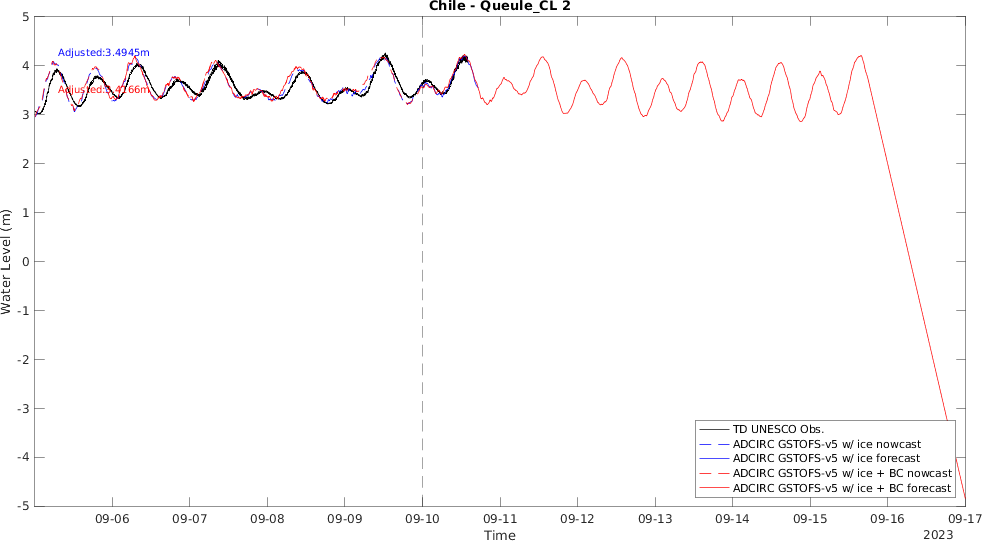 Chile - Queule_CL 2
Water Level (m)
5
4
3
2
1
0
-1
-2
-3
-4
-5
Adjusted:3.4945m
TD UNESCO Obs.
ADCIRC GSTOFS-v5 w/ ice nowcast
ADCIRC GSTOFS-v5 w/ ice forecast
ADCIRC GSTOFS-v5 w/ ice + BC nowcast
ADCIRC GSTOFS-v5 w/ ice + BC forecast
09-06 09-07 09-08 09-09 09-10 09-11 09-12 09-13 09-14 09-15 09-16 09-17
Time
2023